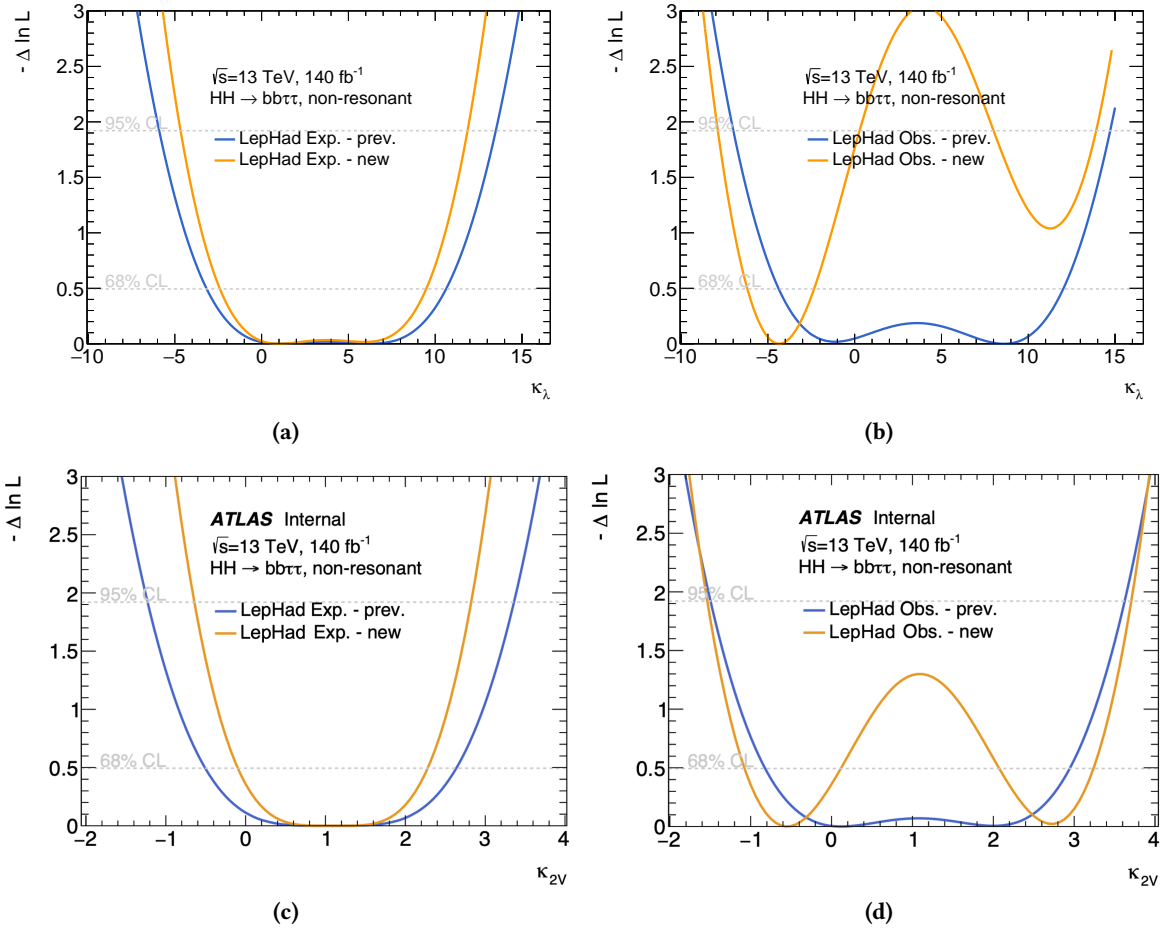 - Δ ln L
3
2.5
2
1.5
1
0.5
0
√s=13 TeV, 140 fb⁻¹
HH → bbττ, non-resonant
95% CL
LepHad Exp. - prev.
LepHad Exp. - new
68% CL
−10 −5 0 5 10 15
κλ
(a)
- Δ ln L
3
2.5
2
1.5
1
0.5
0
√s=13 TeV, 140 fb⁻¹
HH → bbττ, non-resonant
95% CL
LepHad Obs. - prev.
LepHad Obs. - new
68% CL
−10 −5 0 5 10 15
κλ
(b)
- Δ ln L
3
2.5
2
1.5
1
0.5
0
ATLAS Internal
√s=13 TeV, 140 fb⁻¹
HH → bbττ, non-resonant
95% CL
LepHad Exp. - prev.
LepHad Exp. - new
68% CL
−2 −1 0 1 2 3 4
κ2V
(c)
- Δ ln L
3
2.5
2
1.5
1
0.5
0
ATLAS Internal
√s=13 TeV, 140 fb⁻¹
HH → bbττ, non-resonant
95% CL
LepHad Obs. - prev.
LepHad Obs. - new
68% CL
−2 −1 0 1 2 3 4
κ2V
(d)